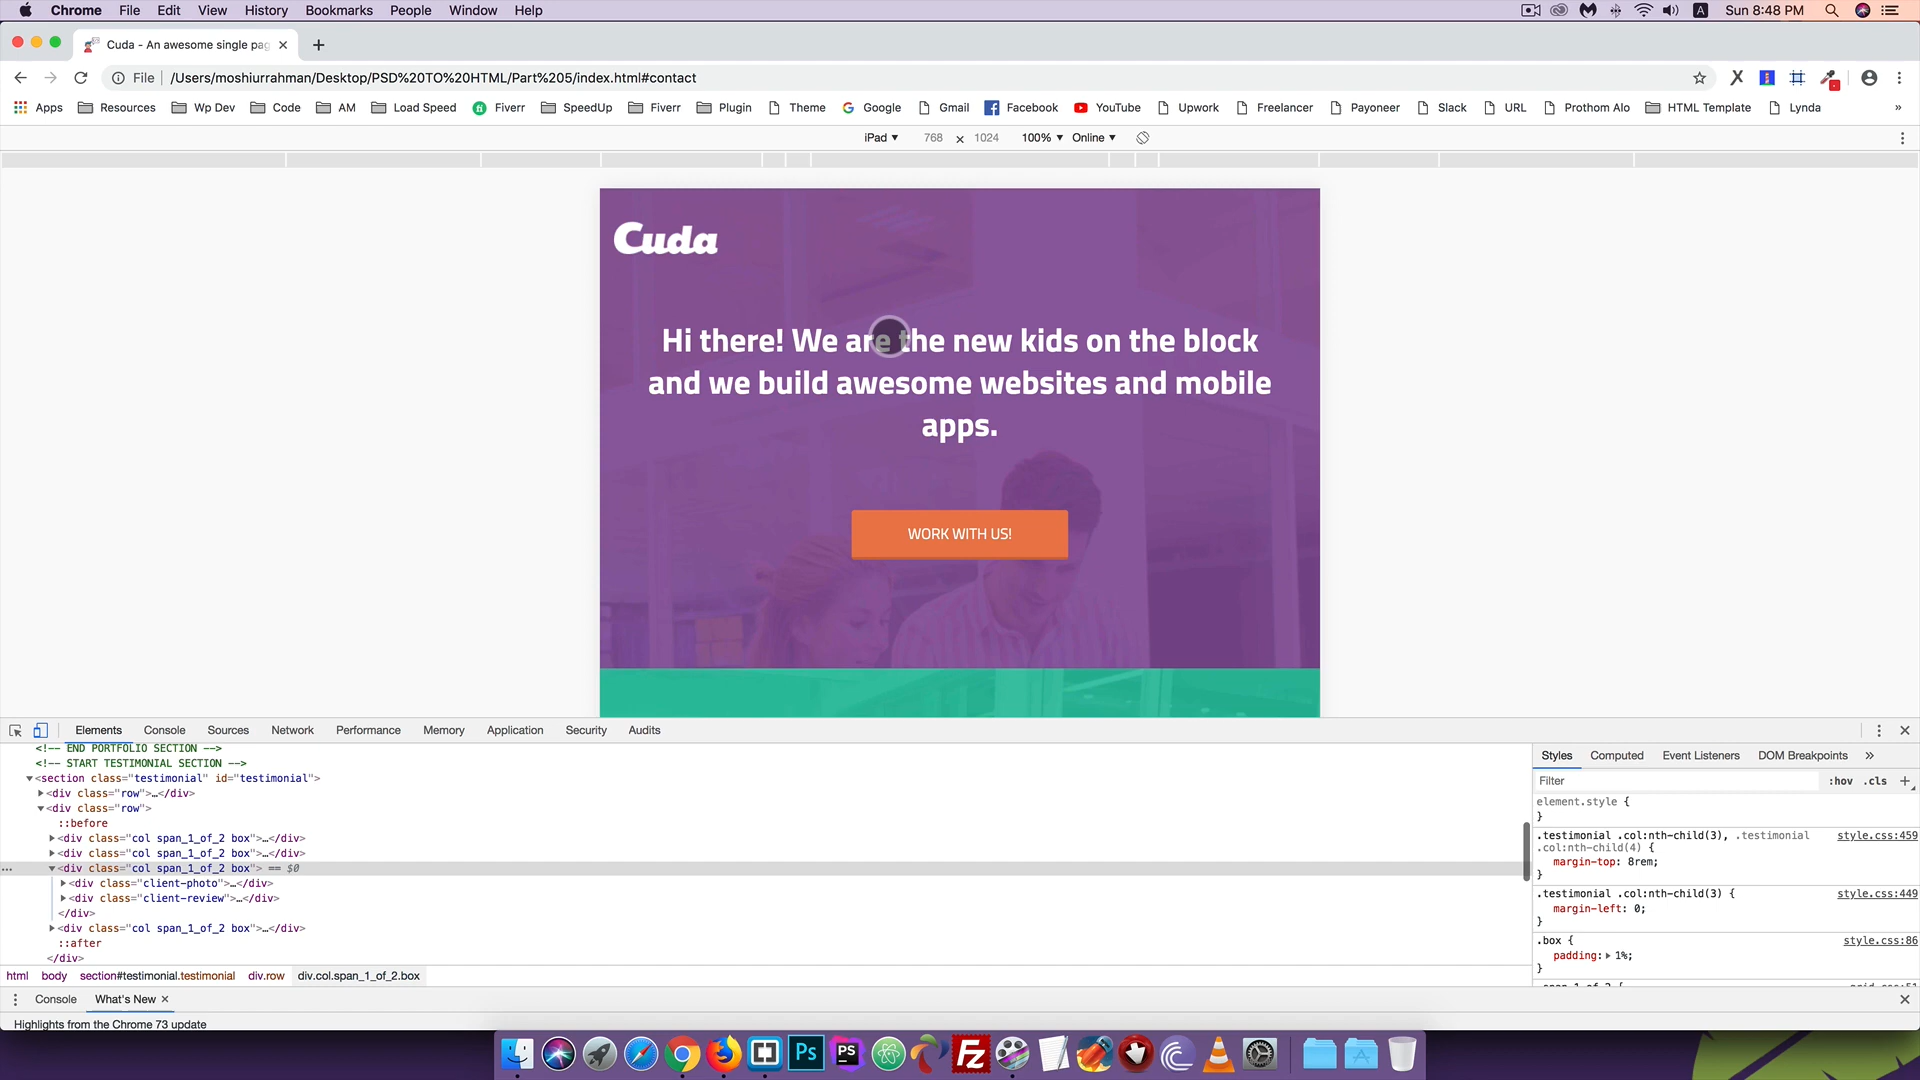 Chrome File Edit View History Bookmarks People Window Help A Sun 8:48 PM
Cuda - An awesome single pag
File /Users/moshiurrahman/Desktop/PSD%20TO%20HTML/Part%205/index.html#contact
Apps Resources Wp Dev Code AM Load Speed Fiverr SpeedUp Fiverr Plugin Theme Google Gmail Facebook YouTube Upwork Freelancer Payoneer Slack URL Prothom Alo HTML Template Lynda »
iPad ▼ 768 × 1024 100% ▼ Online ▼
Cuda
Hi there! We are the new kids on the block
and we build awesome websites and mobile
apps.
WORK WITH US!
Elements Console Sources Network Performance Memory Application Security Audits
<!-- END PORTFOLIO SECTION -->
<!-- START TESTIMONIAL SECTION -->
▼<section class="testimonial" id="testimonial">
▶<div class="row">…</div>
▼<div class="row">
::before
▶<div class="col span_1_of_2 box">…</div>
▶<div class="col span_1_of_2 box">…</div>
… ▼<div class="col span_1_of_2 box"> == $0
▶<div class="client-photo">…</div>
▶<div class="client-review">…</div>
</div>
▶<div class="col span_1_of_2 box">…</div>
::after
</div>
html body section#testimonial.testimonial div.row div.col.span_1_of_2.box
Styles Computed Event Listeners DOM Breakpoints »
Filter :hov .cls +
element.style {
}
.testimonial .col:nth-child(3), .testimonial style.css:459
.col:nth-child(4) {
margin-top: 8rem;
}
.testimonial .col:nth-child(3) { style.css:449
margin-left: 0;
}
.box { style.css:86
padding:▶ 1%;
}
Console What's New ×
Highlights from the Chrome 73 update
Ps PS FZ